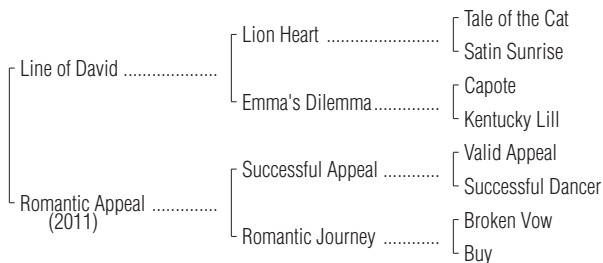 Tale of the Cat
Lion Heart ......................
Satin Sunrise
Line of David ...................
Capote
Emma's Dilemma.............
Kentucky Lill
Valid Appeal
Successful Appeal ...........
Successful Dancer
Romantic Appeal .............
(2011)
Broken Vow
Romantic Journey ...........
Buy